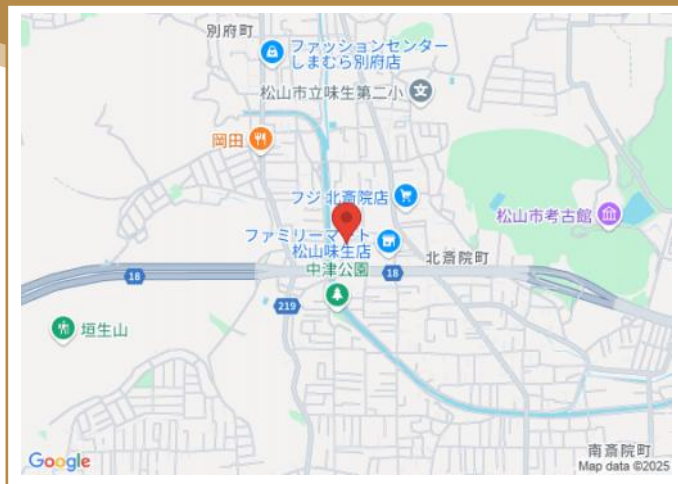 別府町
ファッションセンター
しまむら別府店
松山市立味生第二小
岡田
フジ 北斎院店
松山市考古館
ファミリーマート
松山味生店
北斎院町
中津公園
18
18
219
垣生山
南斎院町
Google
Map data ©2025